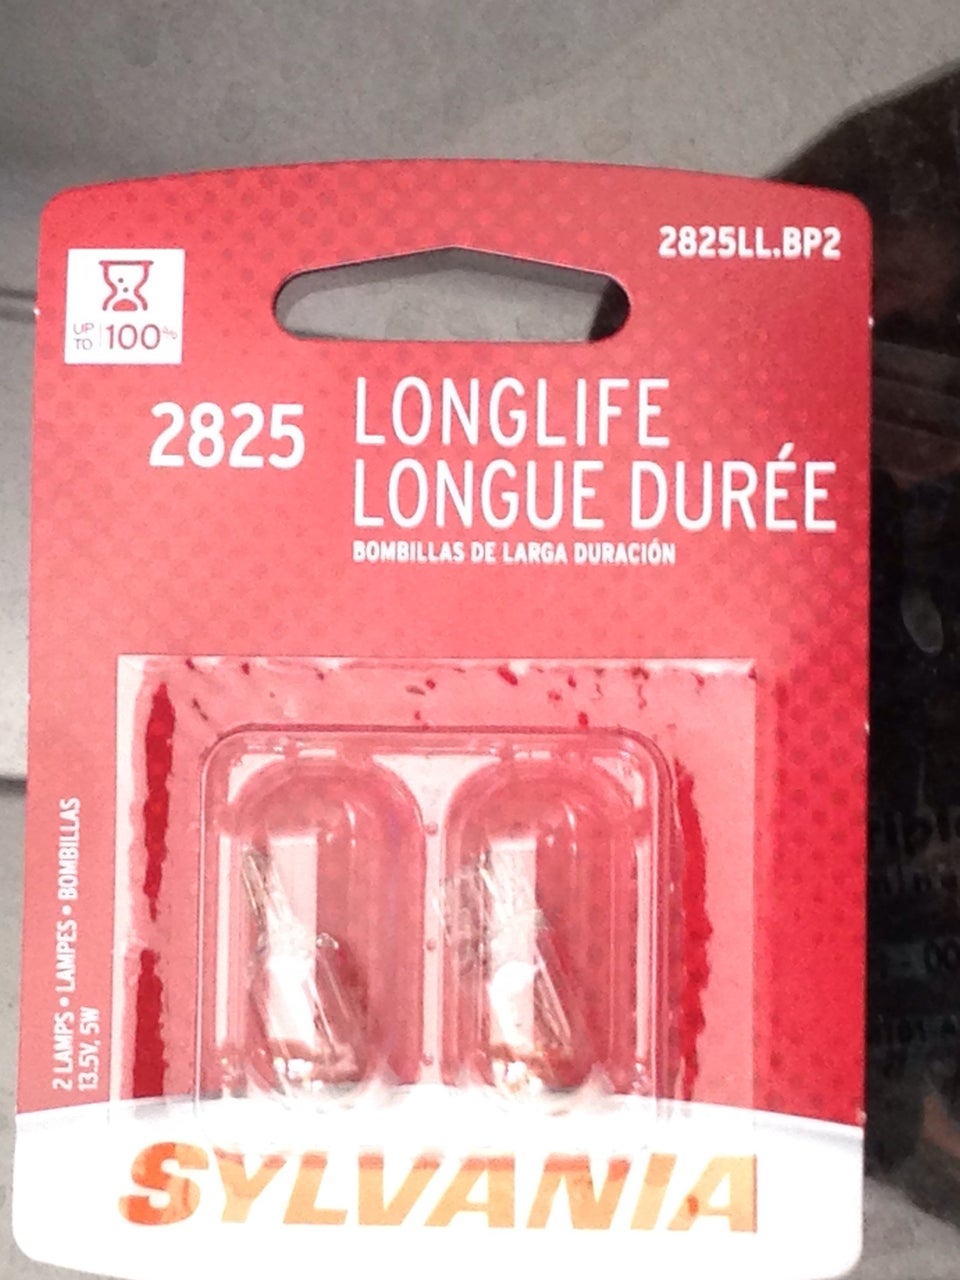 2825LL.BP2
UP TO 100%
2825
LONGLIFE
LONGUE DURÉE
BOMBILLAS DE LARGA DURACIÓN
2 LAMPS • LAMPES • BOMBILLAS
13.5V, 5W
SYLVANIA